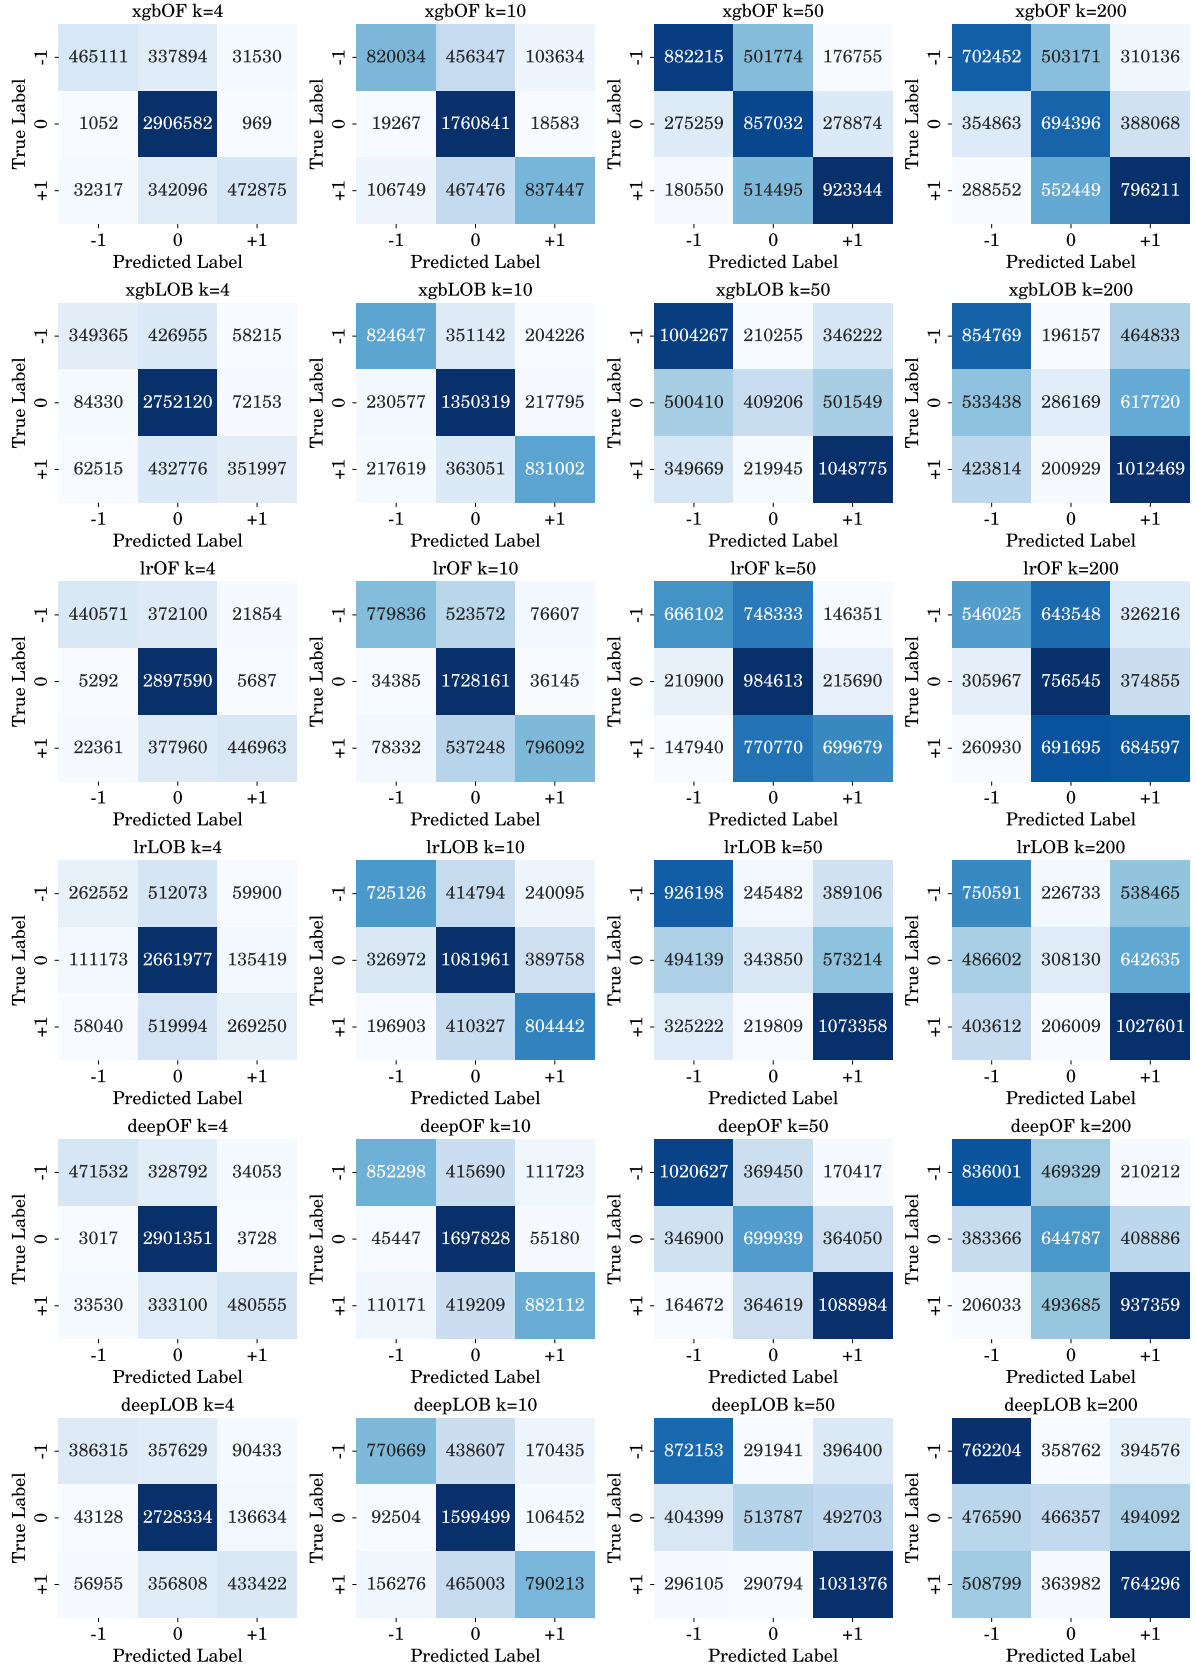 xgbOF k=4 xgbOF k=10 xgbOF k=50 xgbOF k=200
True Label -1 465111 337894 31530 True Label -1 820034 456347 103634 True Label -1 882215 501774 176755 True Label -1 702452 503171 310136
0 1052 2906582 969 0 19267 1760841 18583 0 275259 857032 278874 0 354863 694396 388068
+1 32317 342096 472875 +1 106749 467476 837447 +1 180550 514495 923344 +1 288552 552449 796211
-1 0 +1 -1 0 +1 -1 0 +1 -1 0 +1
Predicted Label Predicted Label Predicted Label Predicted Label
xgbLOB k=4 xgbLOB k=10 xgbLOB k=50 xgbLOB k=200
True Label -1 349365 426955 58215 True Label -1 824647 351142 204226 True Label -1 1004267 210255 346222 True Label -1 854769 196157 464833
0 84330 2752120 72153 0 230577 1350319 217795 0 500410 409206 501549 0 533438 286169 617720
+1 62515 432776 351997 +1 217619 363051 831002 +1 349669 219945 1048775 +1 423814 200929 1012469
-1 0 +1 -1 0 +1 -1 0 +1 -1 0 +1
Predicted Label Predicted Label Predicted Label Predicted Label
lrOF k=4 lrOF k=10 lrOF k=50 lrOF k=200
True Label -1 440571 372100 21854 True Label -1 779836 523572 76607 True Label -1 666102 748333 146351 True Label -1 546025 643548 326216
0 5292 2897590 5687 0 34385 1728161 36145 0 210900 984613 215690 0 305967 756545 374855
+1 22361 377960 446963 +1 78332 537248 796092 +1 147940 770770 699679 +1 260930 691695 684597
-1 0 +1 -1 0 +1 -1 0 +1 -1 0 +1
Predicted Label Predicted Label Predicted Label Predicted Label
lrLOB k=4 lrLOB k=10 lrLOB k=50 lrLOB k=200
True Label -1 262552 512073 59900 True Label -1 725126 414794 240095 True Label -1 926198 245482 389106 True Label -1 750591 226733 538465
0 111173 2661977 135419 0 326972 1081961 389758 0 494139 343850 573214 0 486602 308130 642635
+1 58040 519994 269250 +1 196903 410327 804442 +1 325222 219809 1073358 +1 403612 206009 1027601
-1 0 +1 -1 0 +1 -1 0 +1 -1 0 +1
Predicted Label Predicted Label Predicted Label Predicted Label
deepOF k=4 deepOF k=10 deepOF k=50 deepOF k=200
True Label -1 471532 328792 34053 True Label -1 852298 415690 111723 True Label -1 1020627 369450 170417 True Label -1 836001 469329 210212
0 3017 2901351 3728 0 45447 1697828 55180 0 346900 699939 364050 0 383366 644787 408886
+1 33530 333100 480555 +1 110171 419209 882112 +1 164672 364619 1088984 +1 206033 493685 937359
-1 0 +1 -1 0 +1 -1 0 +1 -1 0 +1
Predicted Label Predicted Label Predicted Label Predicted Label
deepLOB k=4 deepLOB k=10 deepLOB k=50 deepLOB k=200
True Label -1 386315 357629 90433 True Label -1 770669 438607 170435 True Label -1 872153 291941 396400 True Label -1 762204 358762 394576
0 43128 2728334 136634 0 92504 1599499 106452 0 404399 513787 492703 0 476590 466357 494092
+1 56955 356808 433422 +1 156276 465003 790213 +1 296105 290794 1031376 +1 508799 363982 764296
-1 0 +1 -1 0 +1 -1 0 +1 -1 0 +1
Predicted Label Predicted Label Predicted Label Predicted Label